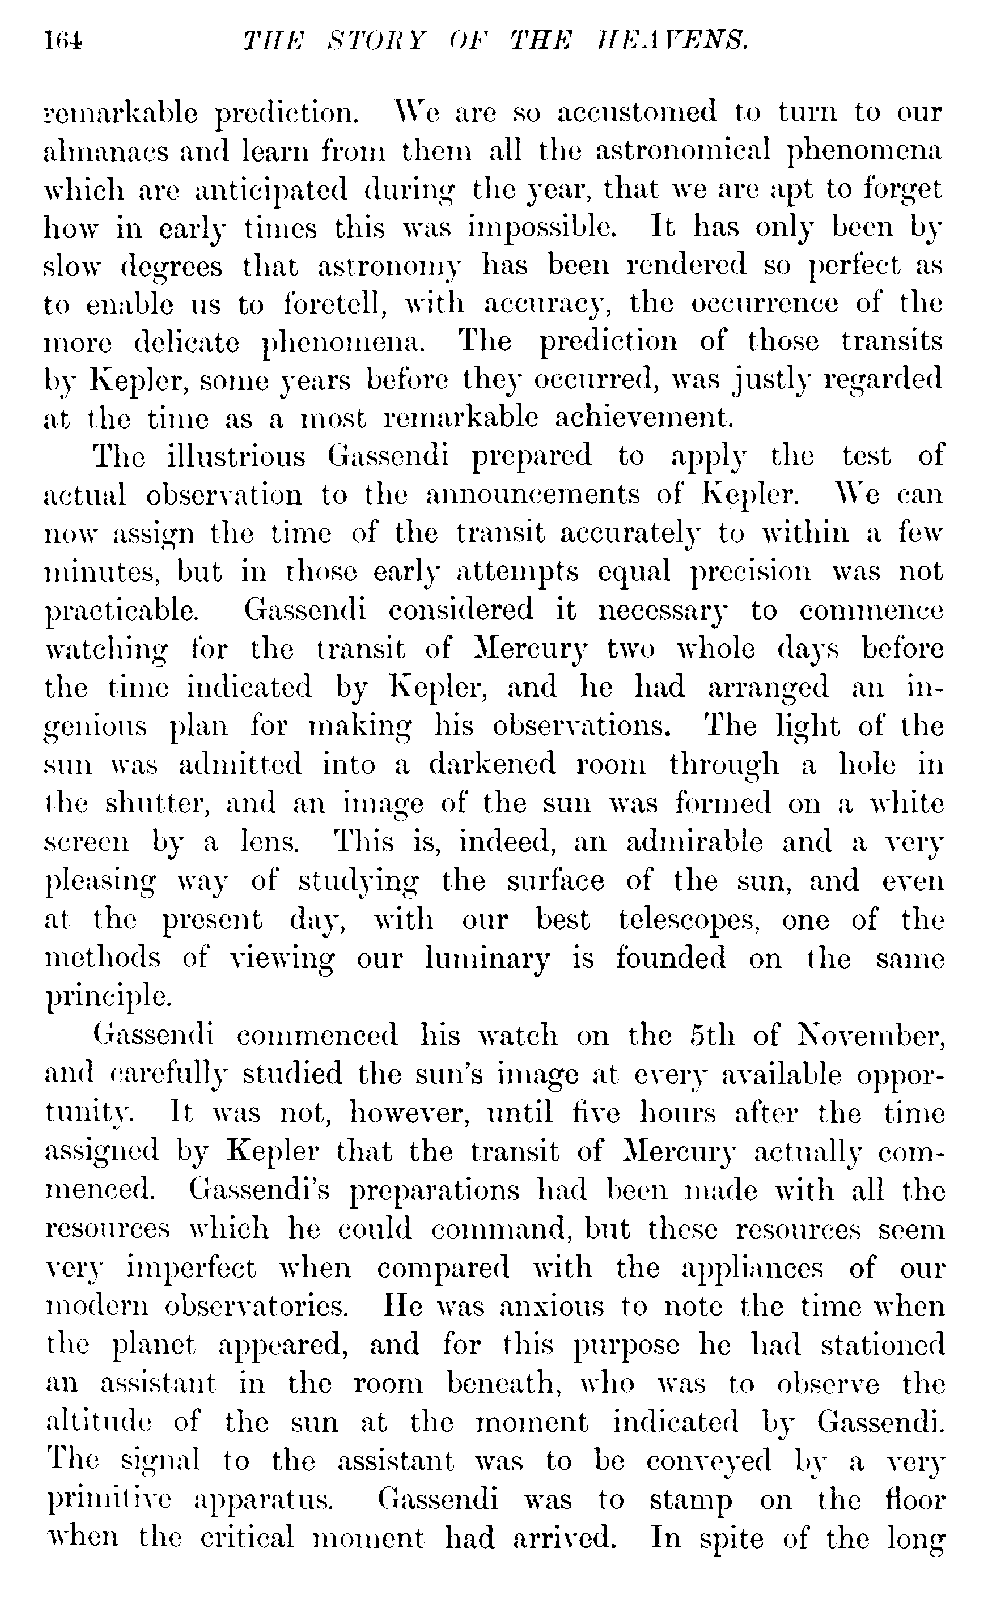 164 THE STORY OF THE HEAVENS.
remarkable prediction. We are so accustomed to turn to our
almanacs and learn from them all the astronomical phenomena
which are anticipated during the year, that we are apt to forget
how in early times this was impossible. It has only been by
slow degrees that astronomy has been rendered so perfect as
to enable us to foretell, with accuracy, the occurrence of the
more delicate phenomena. The prediction of those transits
by Kepler, some years before they occurred, was justly regarded
at the time as a most remarkable achievement.
The illustrious Gassendi prepared to apply the test of
actual observation to the announcements of Kepler. We can
now assign the time of the transit accurately to within a few
minutes, but in those early attempts equal precision was not
practicable. Gassendi considered it necessary to commence
watching for the transit of Mercury two whole days before
the time indicated by Kepler, and he had arranged an in-
genious plan for making his observations. The light of the
sun was admitted into a darkened room through a hole in
the shutter, and an image of the sun was formed on a white
screen by a lens. This is, indeed, an admirable and a very
pleasing way of studying the surface of the sun, and even
at the present day, with our best telescopes, one of the
methods of viewing our luminary is founded on the same
principle.
Gassendi commenced his watch on the 5th of November,
and carefully studied the sun's image at every available oppor-
tunity. It was not, however, until five hours after the time
assigned by Kepler that the transit of Mercury actually com-
menced. Gassendi's preparations had been made with all the
resources which he could command, but these resources seem
very imperfect when compared with the appliances of our
modern observatories. He was anxious to note the time when
the planet appeared, and for this purpose he had stationed
an assistant in the room beneath, who was to observe the
altitude of the sun at the moment indicated by Gassendi.
The signal to the assistant was to be conveyed by a very
primitive apparatus. Gassendi was to stamp on the floor
when the critical moment had arrived. In spite of the long